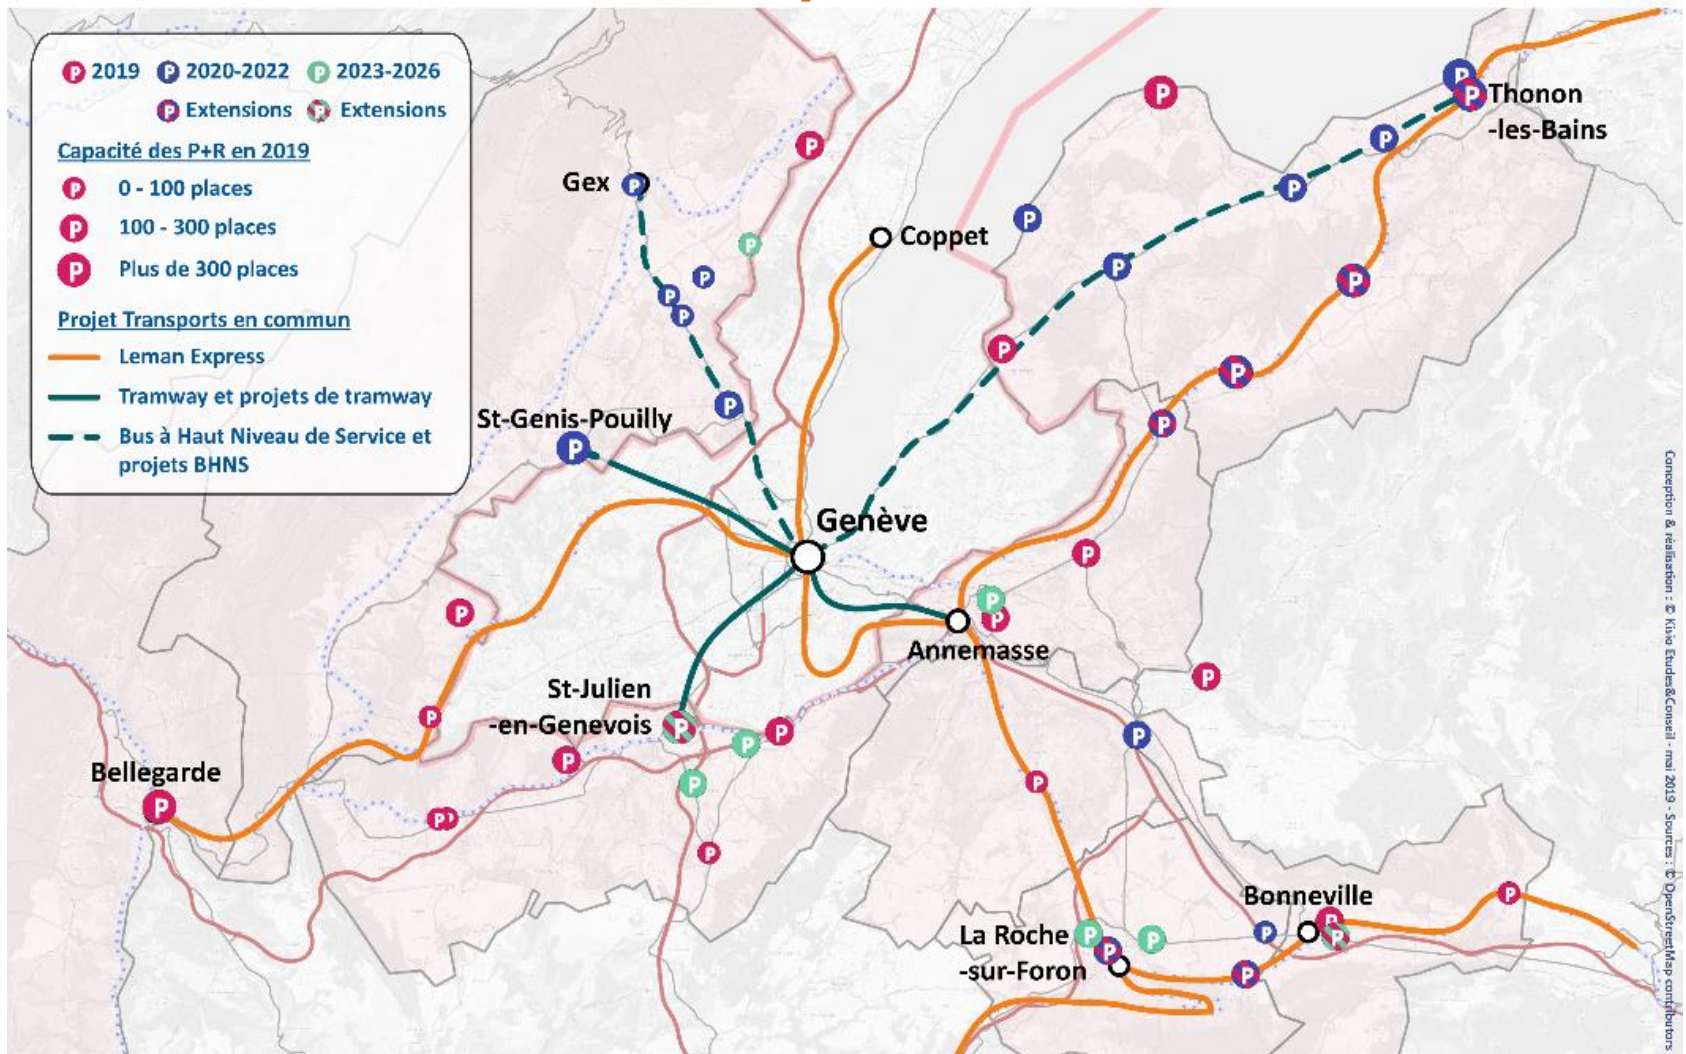 P 2019 P 2020-2022 P 2023-2026
P Extensions P Extensions
Capacité des P+R en 2019
P 0 - 100 places
P 100 - 300 places
P Plus de 300 places
Projet Transports en commun
Leman Express
Tramway et projets de tramway
Bus à Haut Niveau de Service et
projets BHNS
Thonon
-les-Bains
Gex
Coppet
St-Genis-Pouilly
Genève
Annemasse
St-Julien
-en-Genevois
Bellegarde
Bonneville
La Roche
-sur-Foron
Conception & réalisation : © Kisio Etudes&Conseil - mai 2019 - Sources : © OpenStreetMap contributors